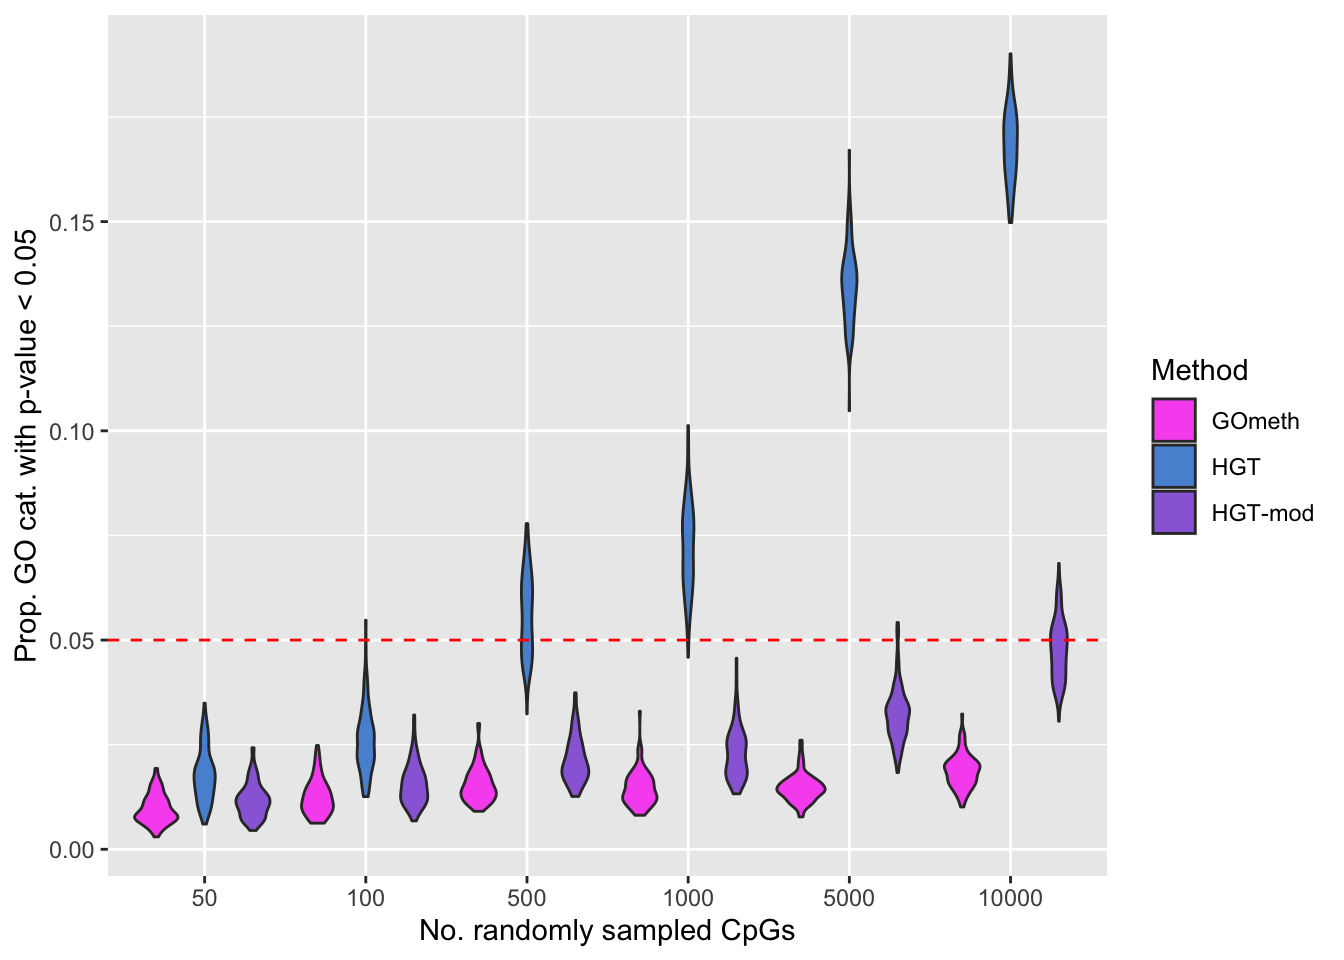 Prop. GO cat. with p-value < 0.05
0.15
0.10
0.05
0.00
50 100 500 1000 5000 10000
No. randomly sampled CpGs
Method
GOmeth
HGT
HGT-mod